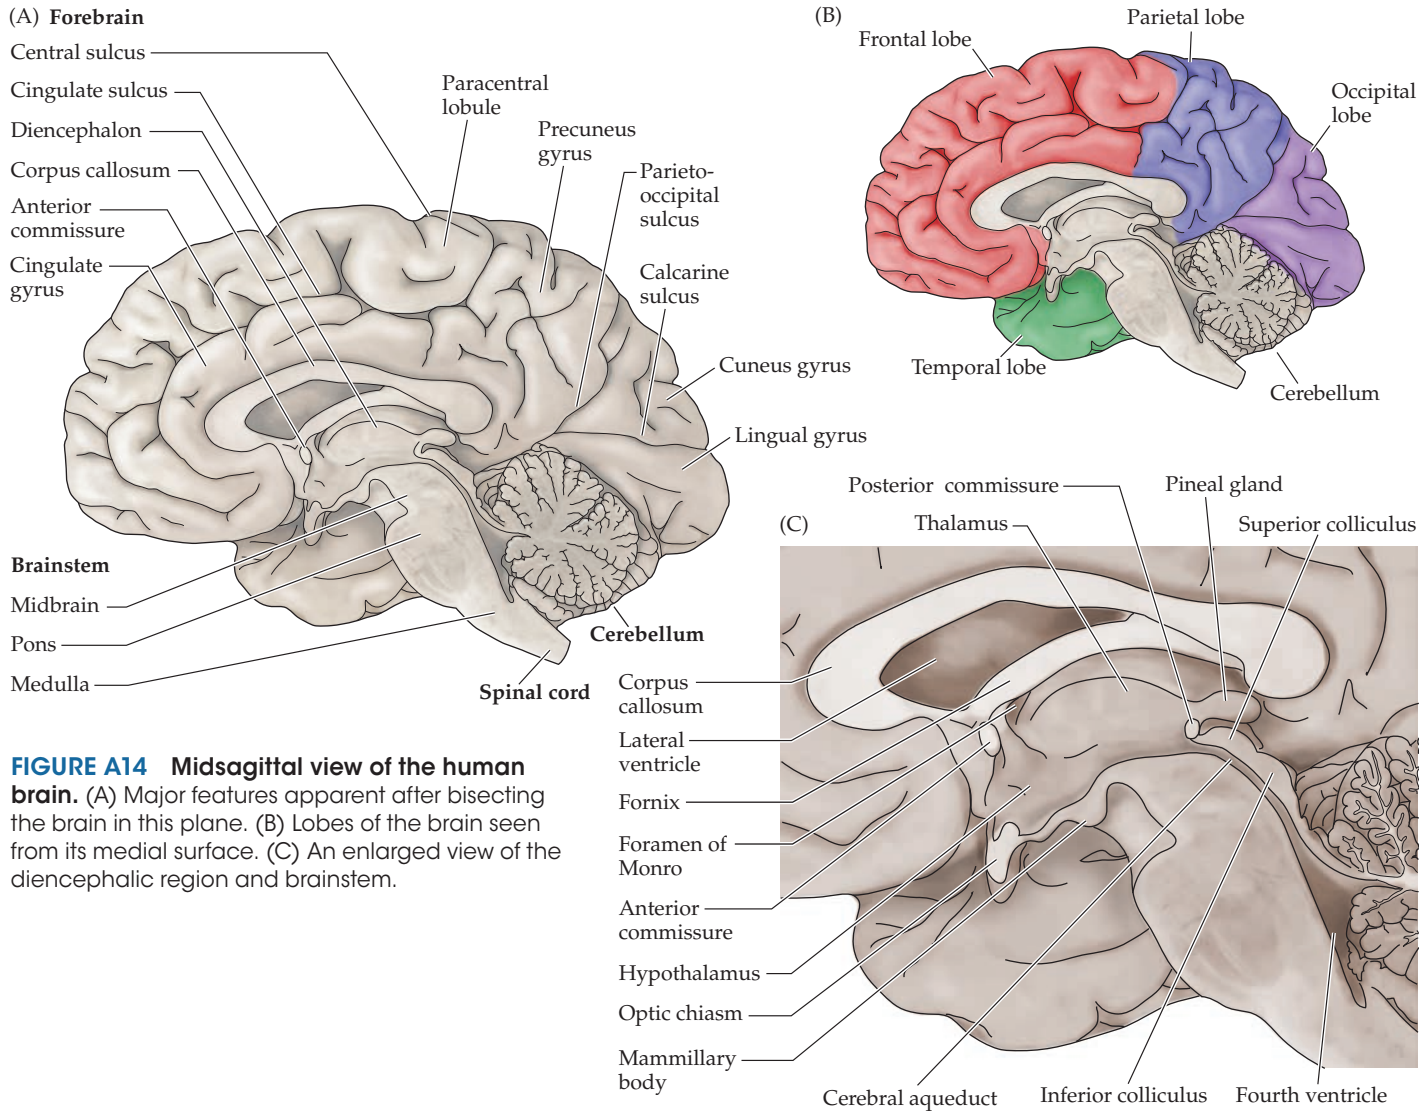 (A) Forebrain
Central sulcus
Cingulate sulcus
Diencephalon
Corpus callosum
Anterior
commissure
Cingulate
gyrus
Paracentral
lobule
Precuneus
gyrus
Parieto-
occipital
sulcus
Calcarine
sulcus
Cuneus gyrus
Lingual gyrus
Brainstem
Midbrain
Pons
Medulla
Cerebellum
Spinal cord
(B)
Frontal lobe
Parietal lobe
Occipital
lobe
Temporal lobe
Cerebellum
(C)
Posterior commissure
Pineal gland
Thalamus
Superior colliculus
Corpus
callosum
Lateral
ventricle
Fornix
Foramen of
Monro
Anterior
commissure
Hypothalamus
Optic chiasm
Mammillary
body
Cerebral aqueduct
Inferior colliculus
Fourth ventricle
FIGURE A14 Midsagittal view of the human
brain. (A) Major features apparent after bisecting
the brain in this plane. (B) Lobes of the brain seen
from its medial surface. (C) An enlarged view of the
diencephalic region and brainstem.